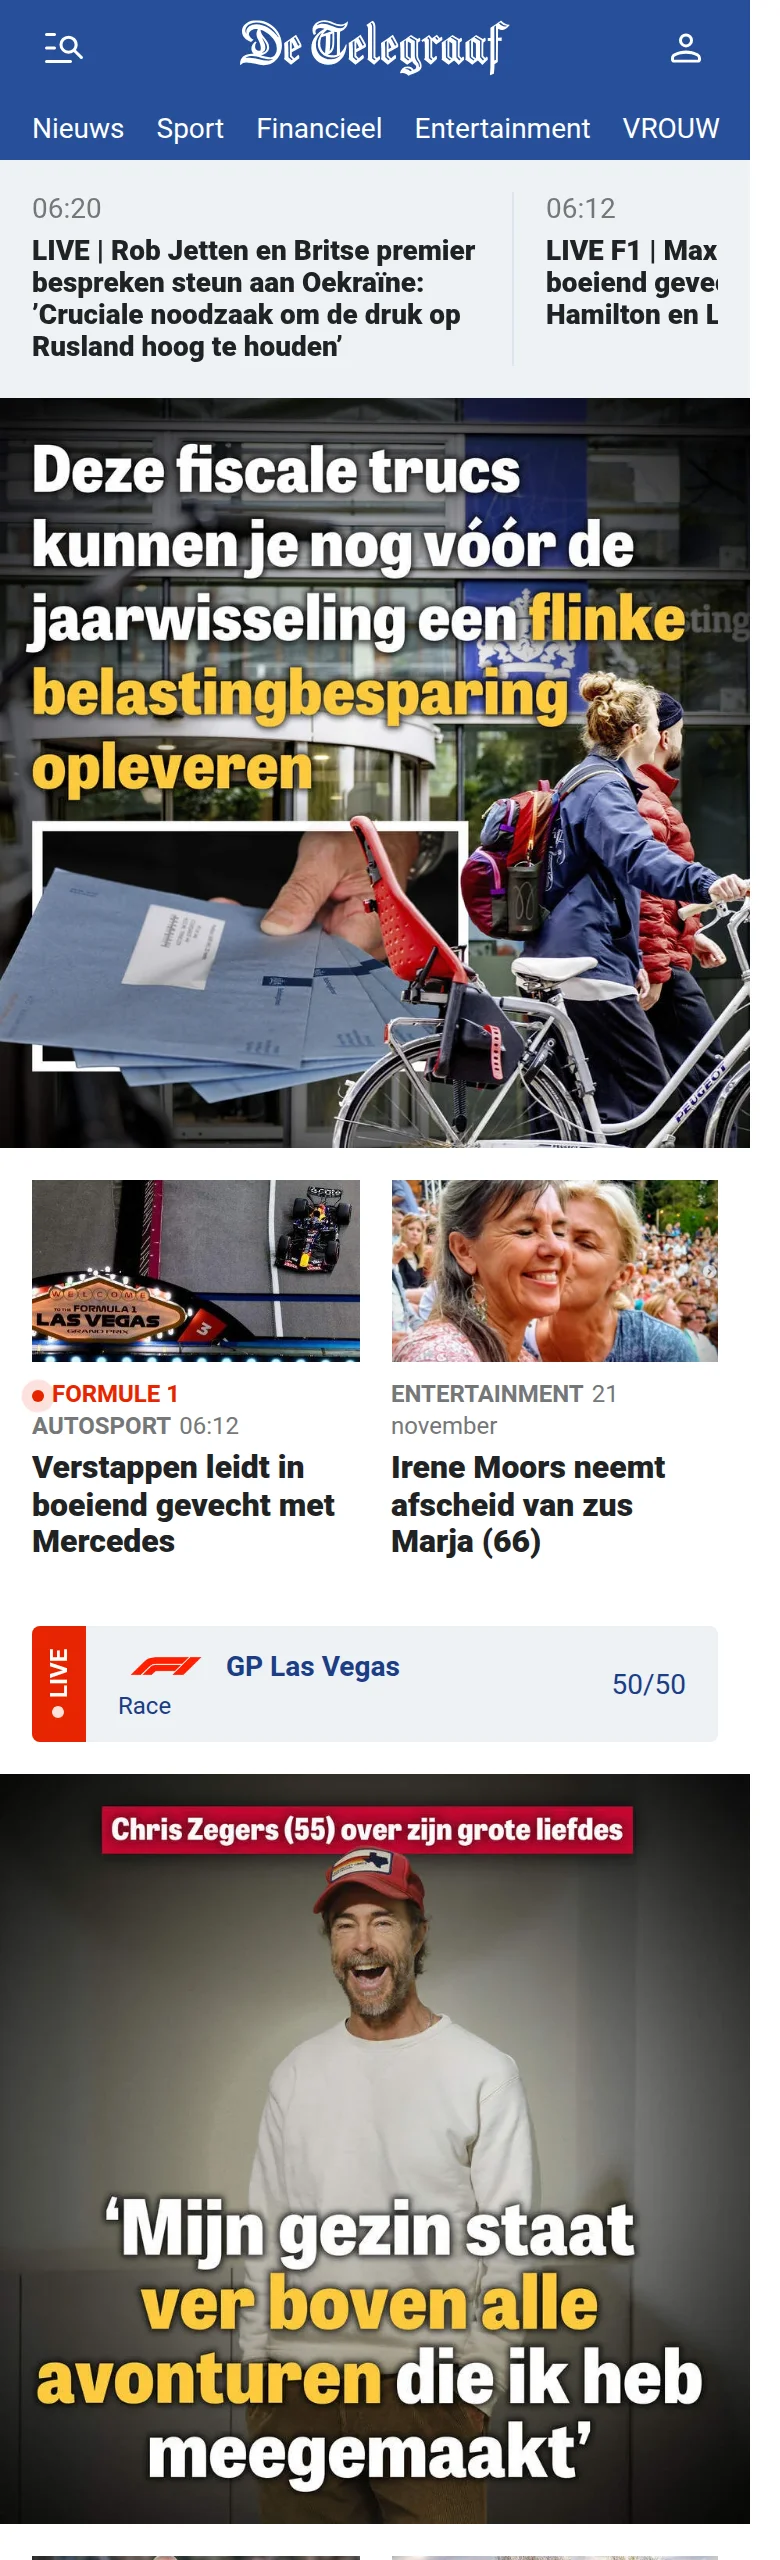 De Telegraaf
Nieuws Sport Financieel Entertainment VROUW
06:20
LIVE | Rob Jetten en Britse premier
bespreken steun aan Oekraïne:
’Cruciale noodzaak om de druk op
Rusland hoog te houden’
06:12
LIVE F1 | Max
boeiend geve
Hamilton en L
Deze fiscale trucs
kunnen je nog vóór de
jaarwisseling een flinke
belastingbesparing
opleveren
PEUGEOT
WELCOME
TO THE FORMULA 1
LAS VEGAS
GRAND PRIX
3
FORMULE 1
AUTOSPORT 06:12
Verstappen leidt in
boeiend gevecht met
Mercedes
ENTERTAINMENT 21
november
Irene Moors neemt
afscheid van zus
Marja (66)
LIVE
F1 GP Las Vegas
Race
50/50
Chris Zegers (55) over zijn grote liefdes
‘Mijn gezin staat
ver boven alle
avonturen die ik heb
meegemaakt’